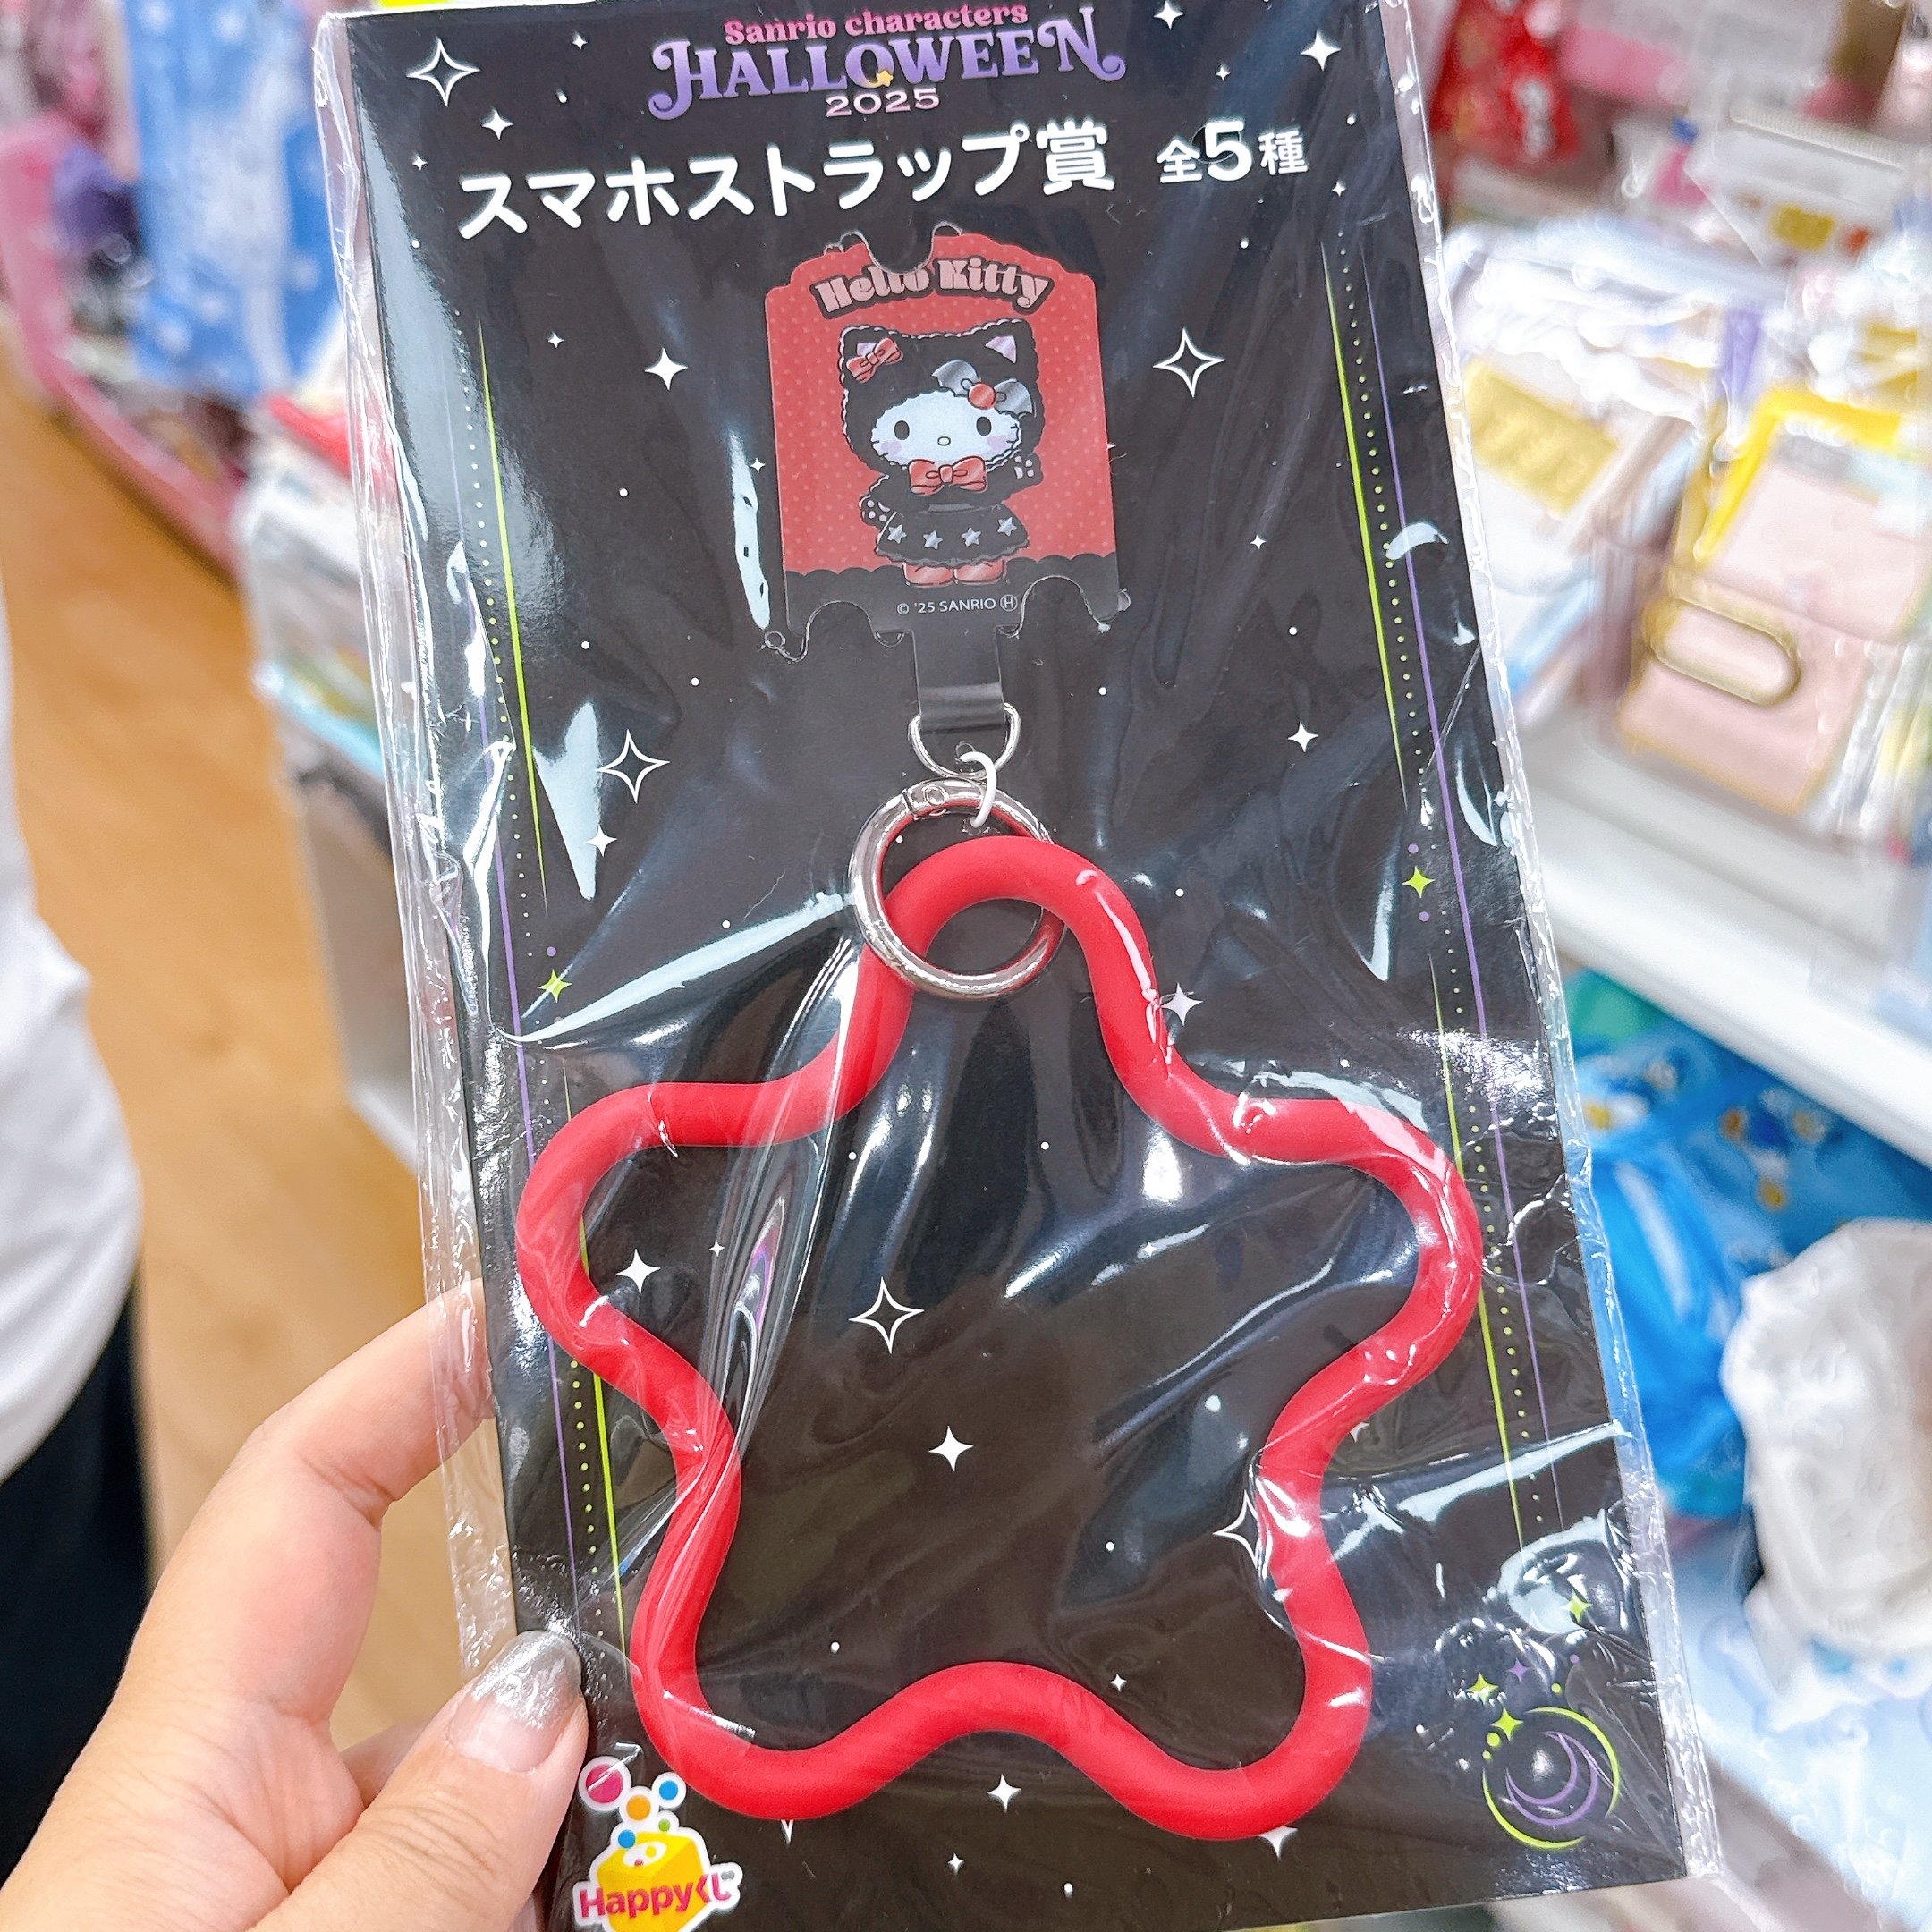 Sanrio characters
HALLOWEEN
2025
スマホストラップ賞 全5種
Hello Kitty
© '25 SANRIO Ⓗ
Happyくじ